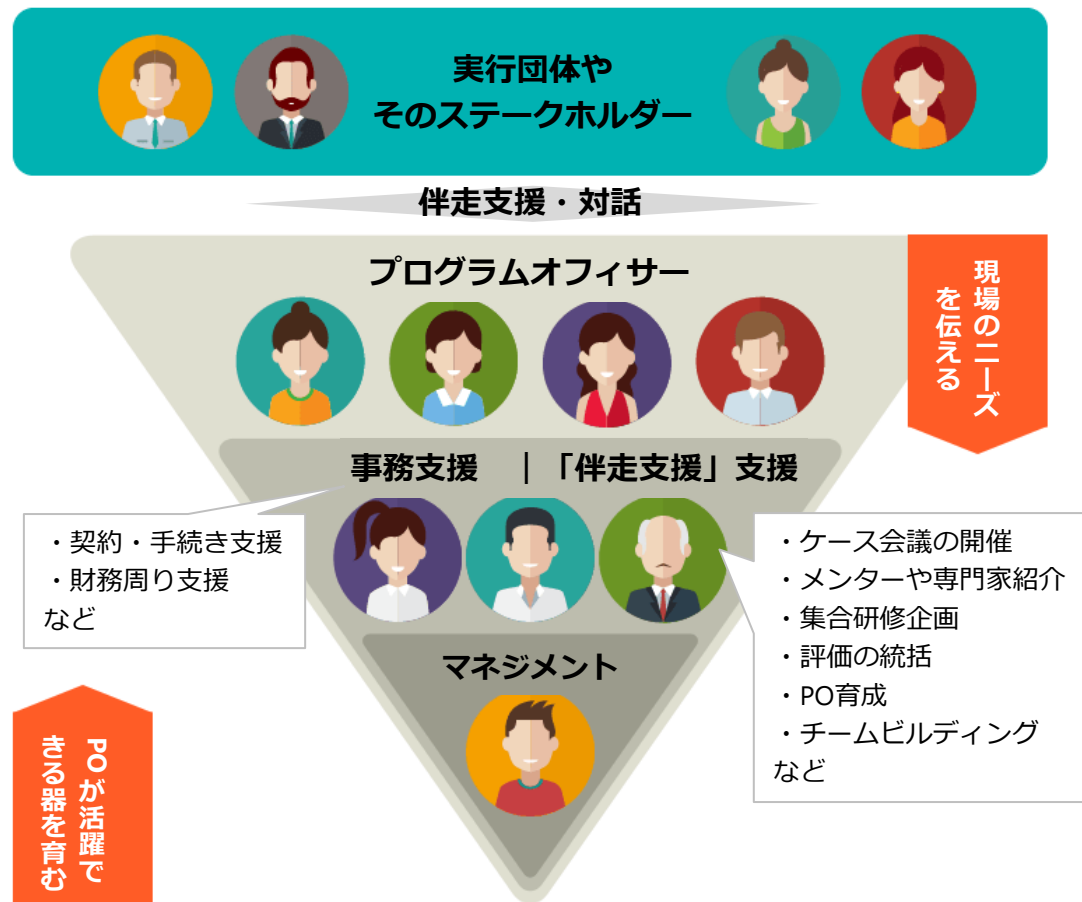 実行団体や
そのステークホルダー
伴走支援・対話
プログラムオフィサー
現場のニーズ
を伝える
事務支援　｜「伴走支援」支援
・契約・手続き支援
・財務周り支援
など
・ケース会議の開催
・メンターや専門家紹介
・集合研修企画
・評価の統括
・PO育成
・チームビルディング
など
マネジメント
POが活躍で
きる器を育む